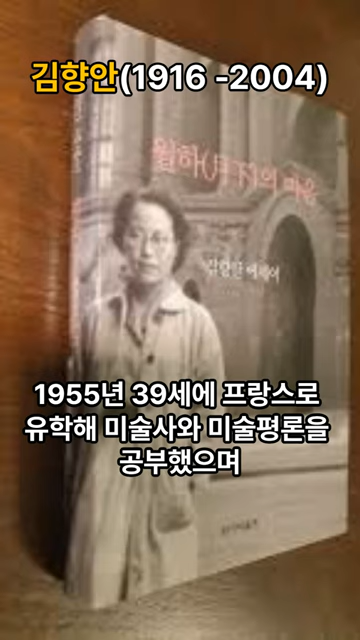 김향안(1916 -2004)
월하(月下)의 마음
김향안 에세이
1955년 39세에 프랑스로
유학해 미술사와 미술평론을
공부했으며